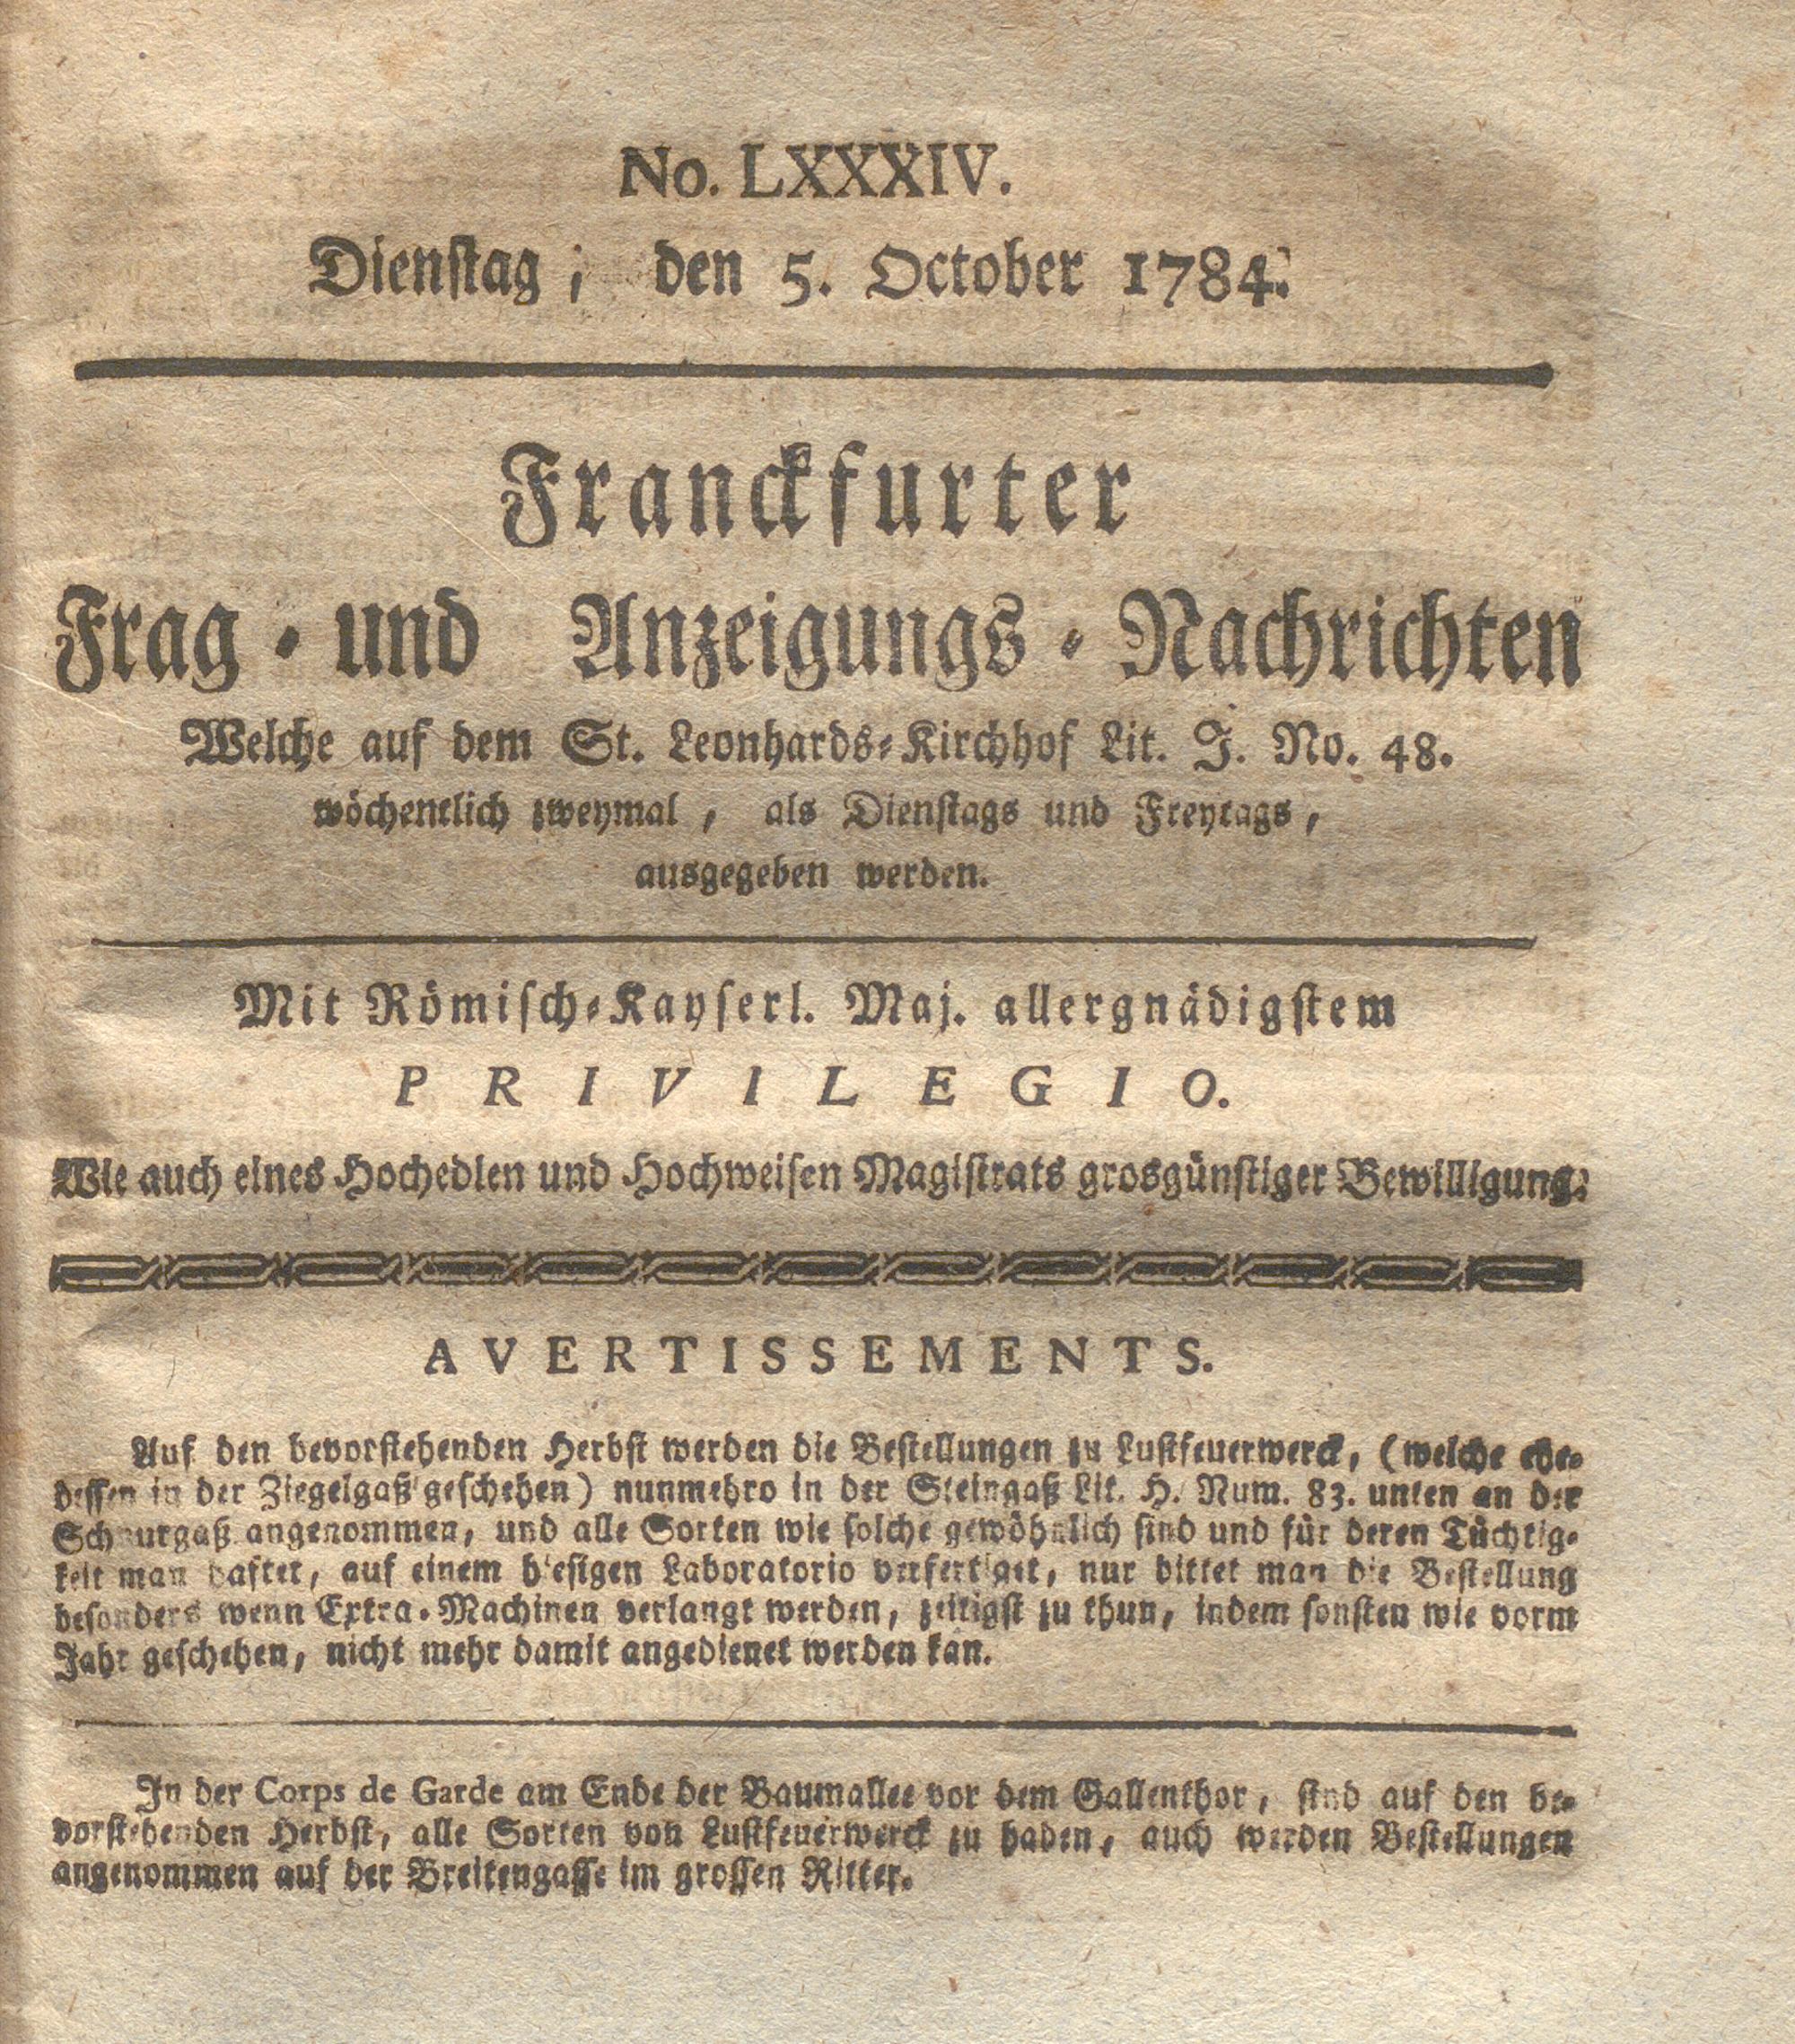 No. LXXXIV.
Dienstag, den 5. October 1784.
Franckfurter
Frag- und Anzeigungs-Nachrichten
Welche auf dem St. Leonhards-Kirchhof Lit. J. No. 48.
wöchentlich zweymal, als Dienstags und Freytags,
ausgegeben werden.
Mit Römisch-Kayserl. Maj. allergnädigstem
PRIVILEGIO.
Wie auch eines Hochedlen und Hochweisen Magistrats grosgünstiger Bewilligung.
AVERTISSEMENTS.
Auf den bevorstehenden Herbst werden die Bestellungen zu Lustfeuerwerck, (welche ehe-
dessen in der Ziegelgaß geschehen) nunmehro in der Steingaß Lit. H. Num. 83. unten an der
Schnurgaß angenommen, und alle Sorten wie solche gewöhnlich sind und für deren Tüchtig-
keit man haftet, auf einem hiesigen Laboratorio verfertiget, nur bittet man die Bestellung
besonders wenn Extra-Machinen verlangt werden, zeitigst zu thun, indem sonsten wie vorm
Jahr geschehen, nicht mehr damit angedienet werden kan.
In der Corps de Garde am Ende der Baumallee vor dem Gallenthor, sind auf den be-
vorstehenden Herbst, alle Sorten von Lustfeuerwerck zu haben, auch werden Bestellungen
angenommen auf der Breitengasse im grossen Ritter.